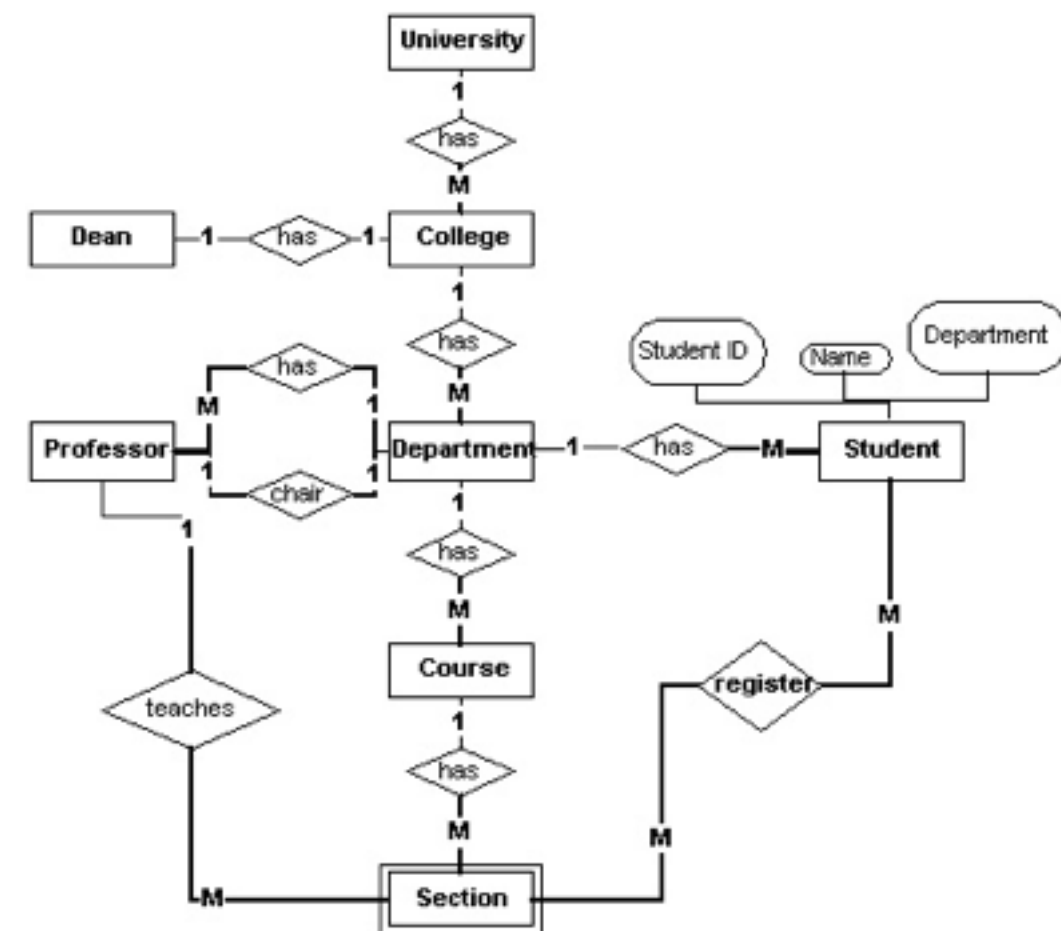 University
1
has
M
Dean
1
has
1
College
1
has
M
Student ID
Name
Department
has
M
1
Professor
Department
1
has
M
Student
1
chair
1
1
1
has
M
M
Course
register
teaches
1
has
M
M
M
Section